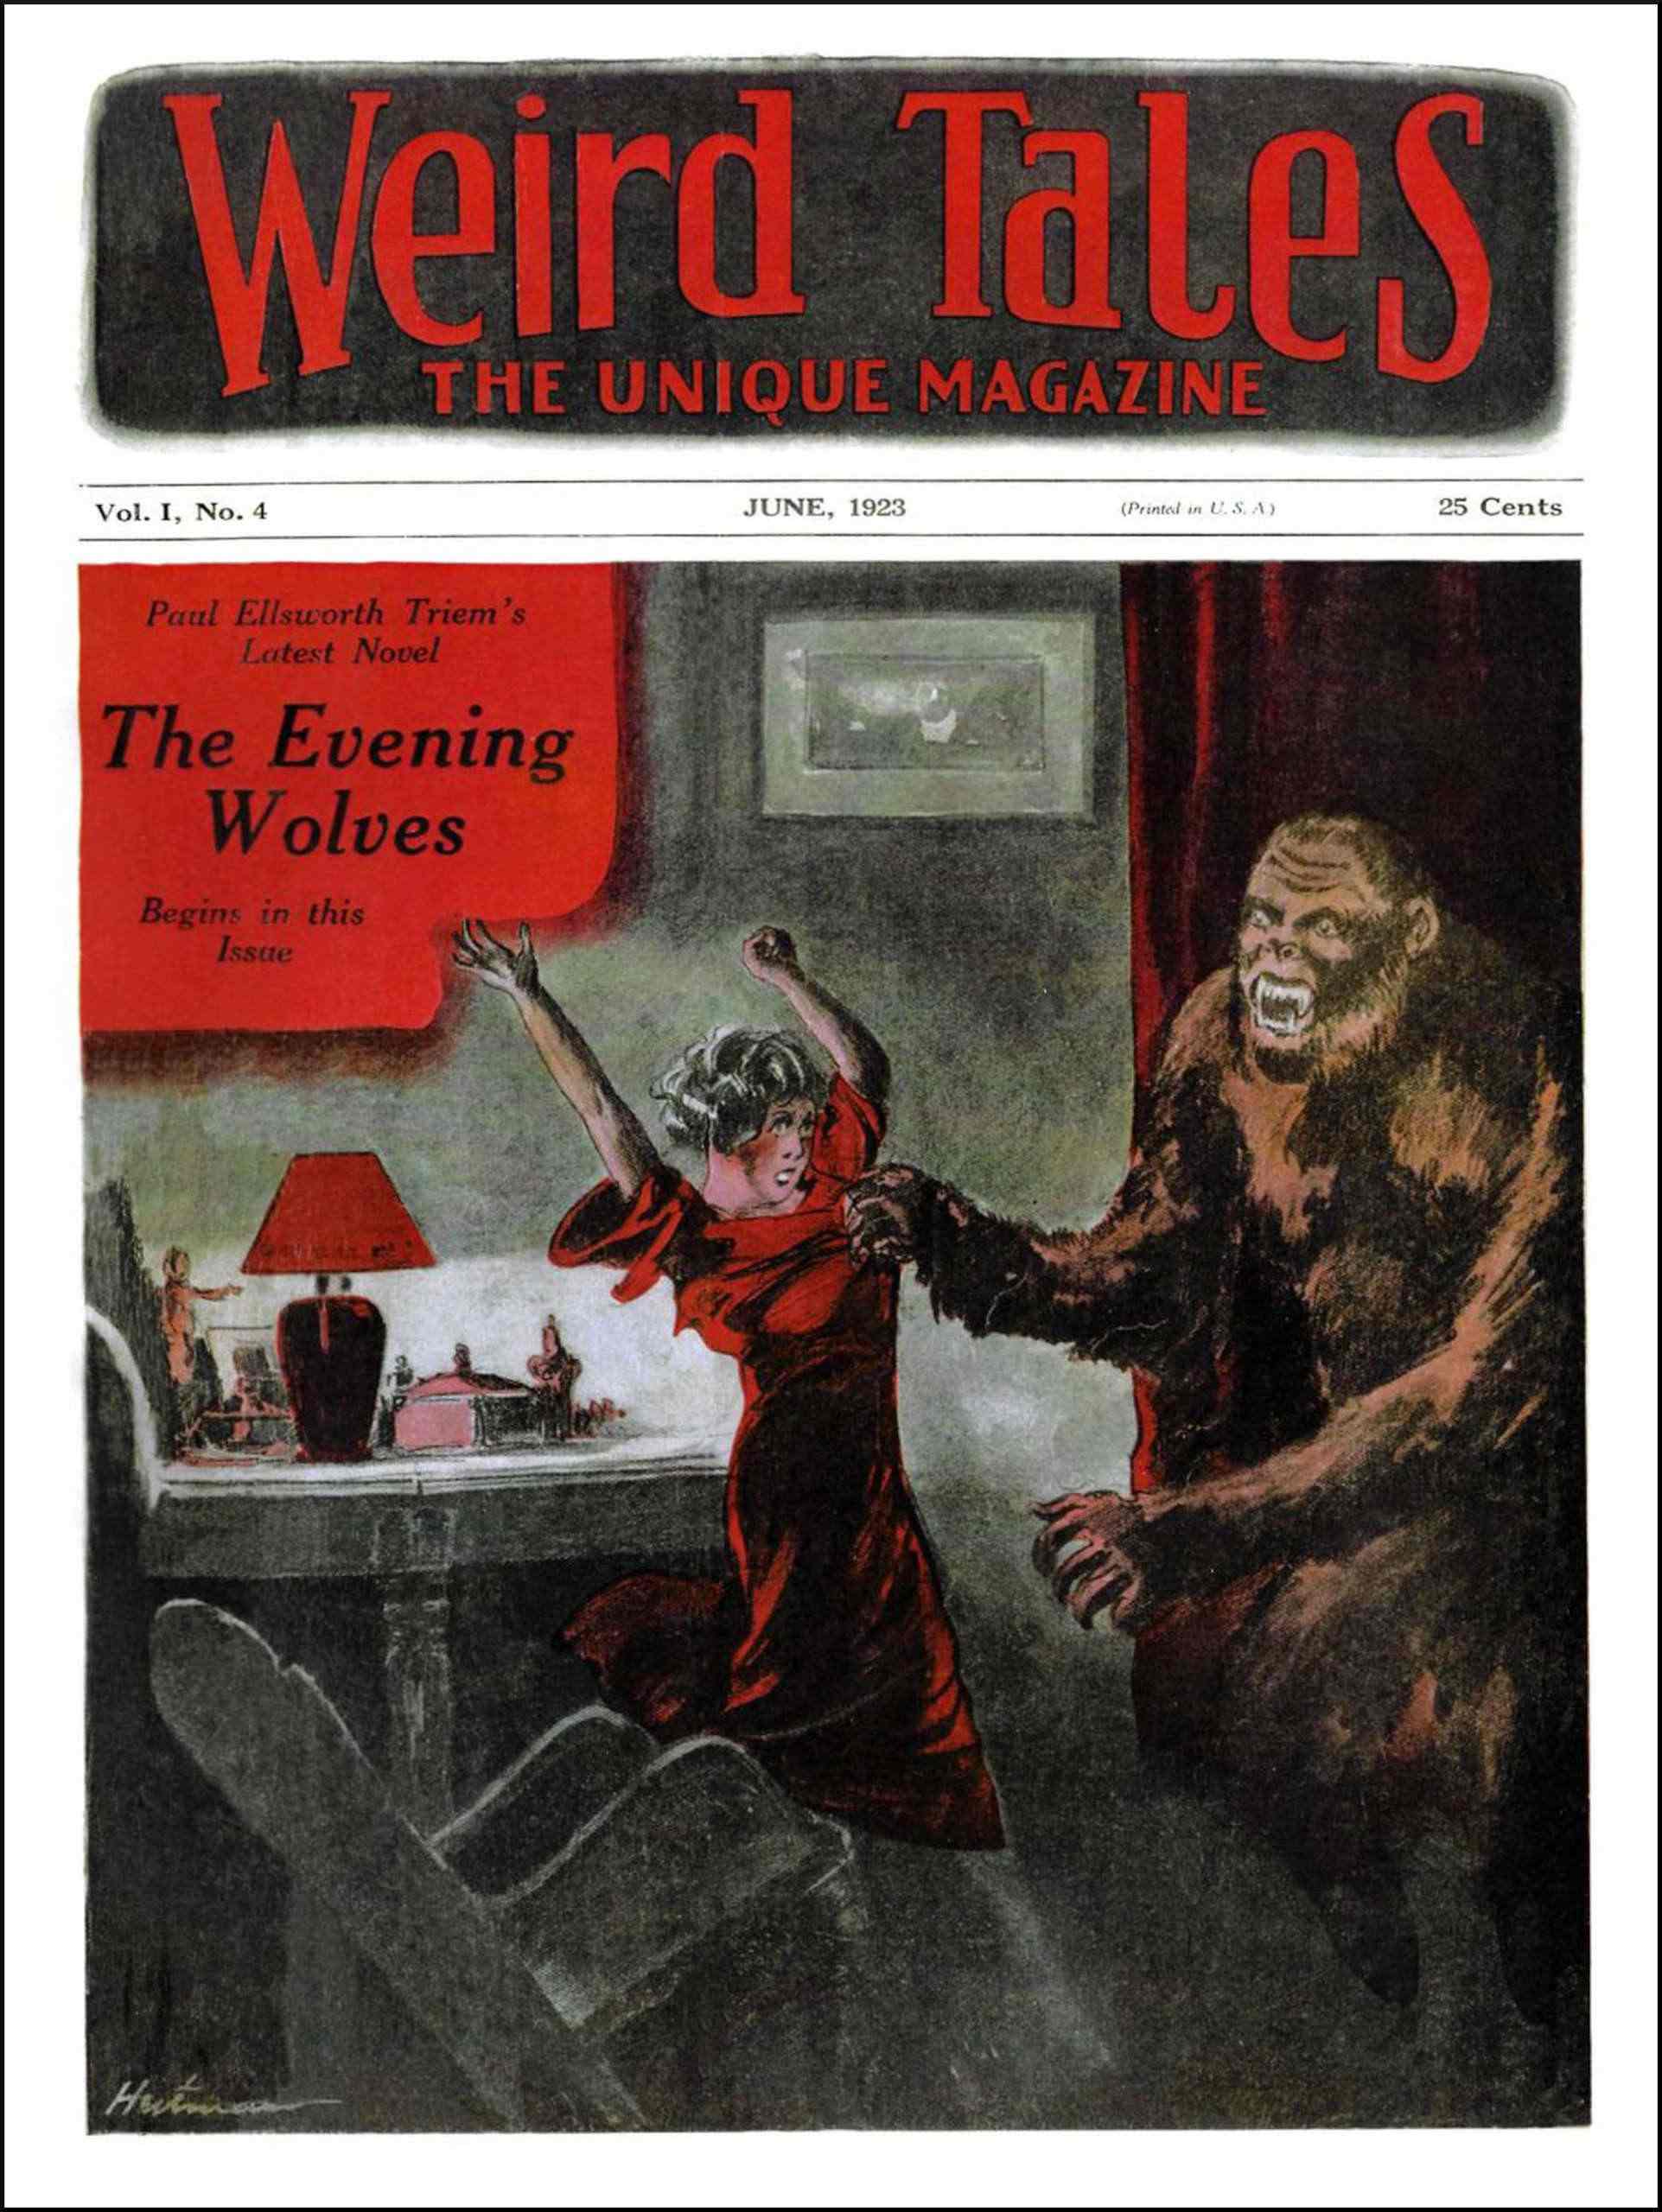 Weird Tales
THE UNIQUE MAGAZINE
Vol. I, No. 4 JUNE, 1923 (Printed in U. S. A.) 25 Cents
Paul Ellsworth Triem's
Latest Novel
The Evening
Wolves
Begins in this
Issue